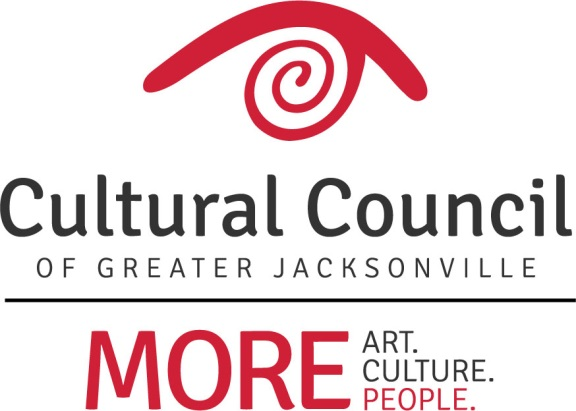 Cultural Council
OF GREATER JACKSONVILLE
MORE
ART.
CULTURE.
PEOPLE.